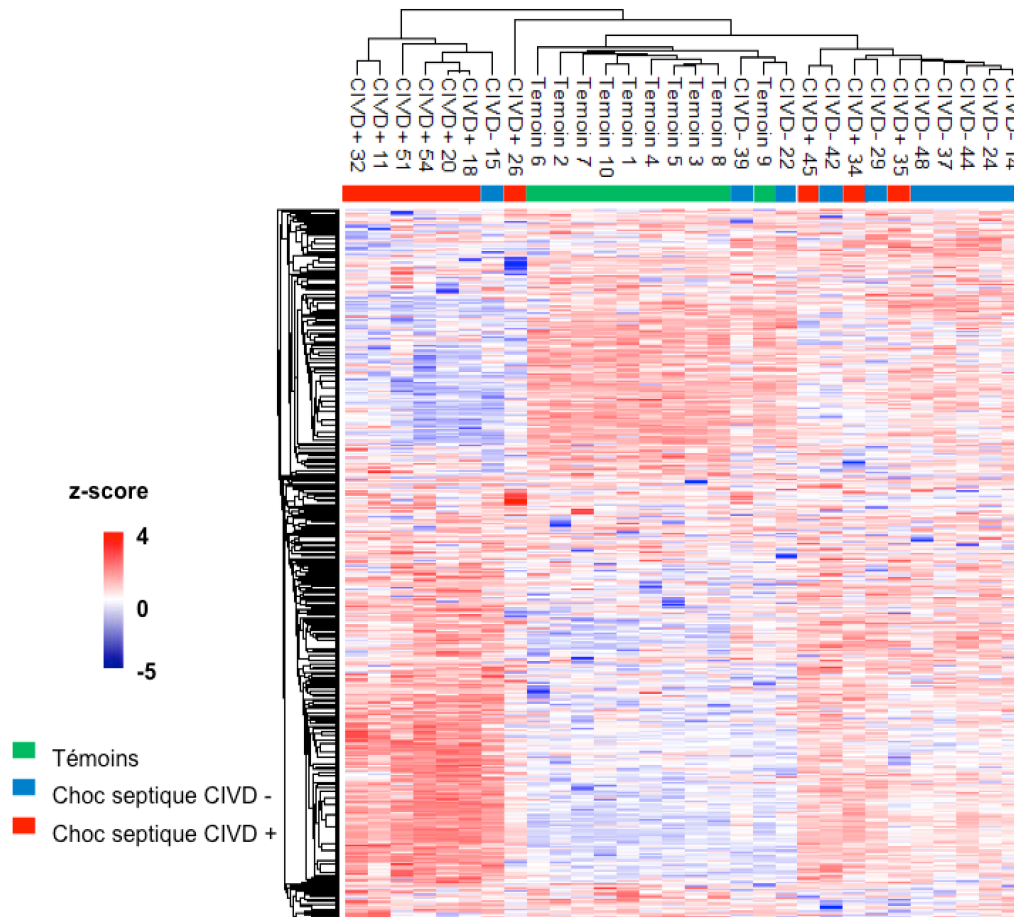 CIVD+ 32
CIVD+ 11
CIVD+ 51
CIVD+ 54
CIVD+ 20
CIVD+ 18
CIVD- 15
CIVD+ 26
Temoin 6
Temoin 2
Temoin 7
Temoin 10
Temoin 1
Temoin 4
Temoin 5
Temoin 3
Temoin 8
CIVD- 39
Temoin 9
CIVD- 22
CIVD+ 45
CIVD- 42
CIVD+ 34
CIVD- 29
CIVD+ 35
CIVD- 48
CIVD- 37
CIVD- 44
CIVD- 24
CIVD- 14
z-score
4
0
-5
Témoins
Choc septique CIVD -
Choc septique CIVD +